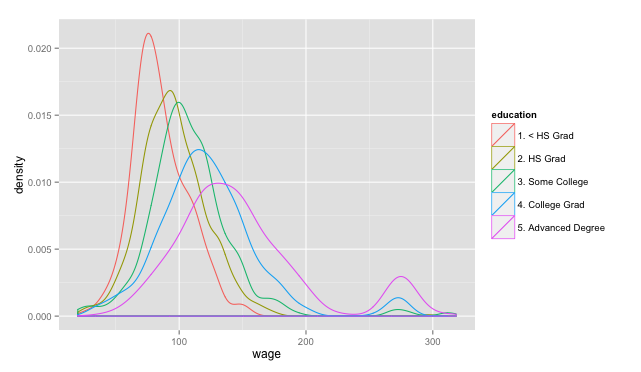 0.020
0.015
0.010
0.005
0.000
density
100
200
300
wage
education
1. < HS Grad
2. HS Grad
3. Some College
4. College Grad
5. Advanced Degree